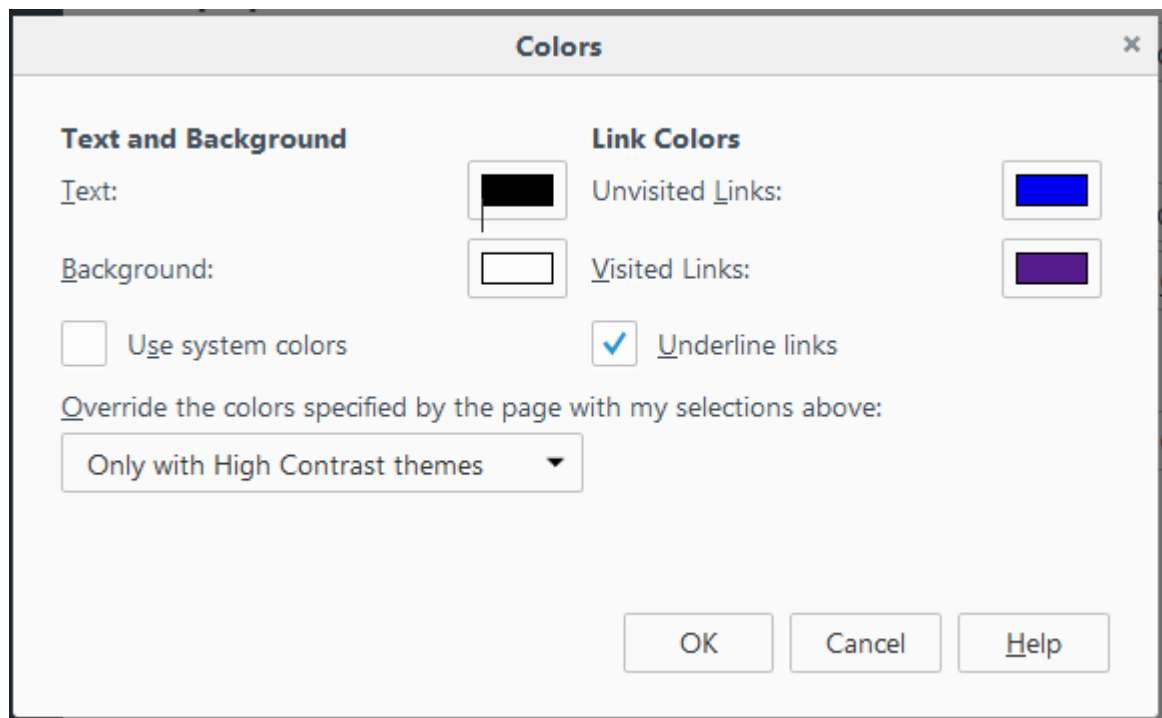 Colors
Text and Background
Link Colors
Text:
Unvisited Links:
Background:
Visited Links:
Use system colors
Underline links
Override the colors specified by the page with my selections above:
Only with High Contrast themes
OK
Cancel
Help